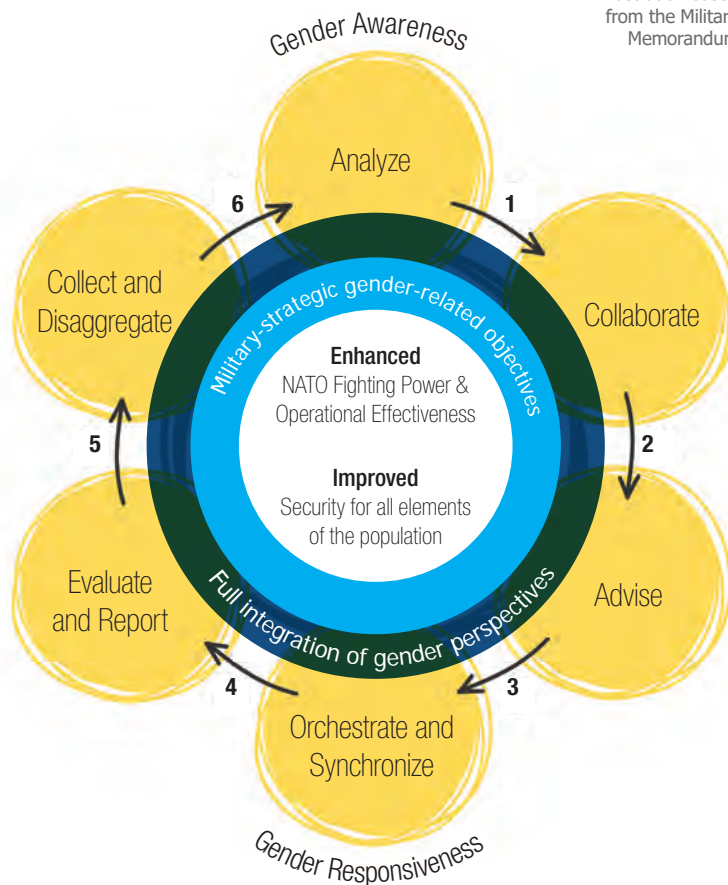 from the Military
Gender Awareness
Analyze
6
1
Collect and
Disaggregate
Collaborate
Military-strategic gender-related objectives
Enhanced
NATO Fighting Power &
Operational Effectiveness
5
2
Improved
Security for all elements
of the population
Evaluate
and Report
Advise
Full integration of gender perspectives
4
3
Orchestrate and
Synchronize
Gender Responsiveness